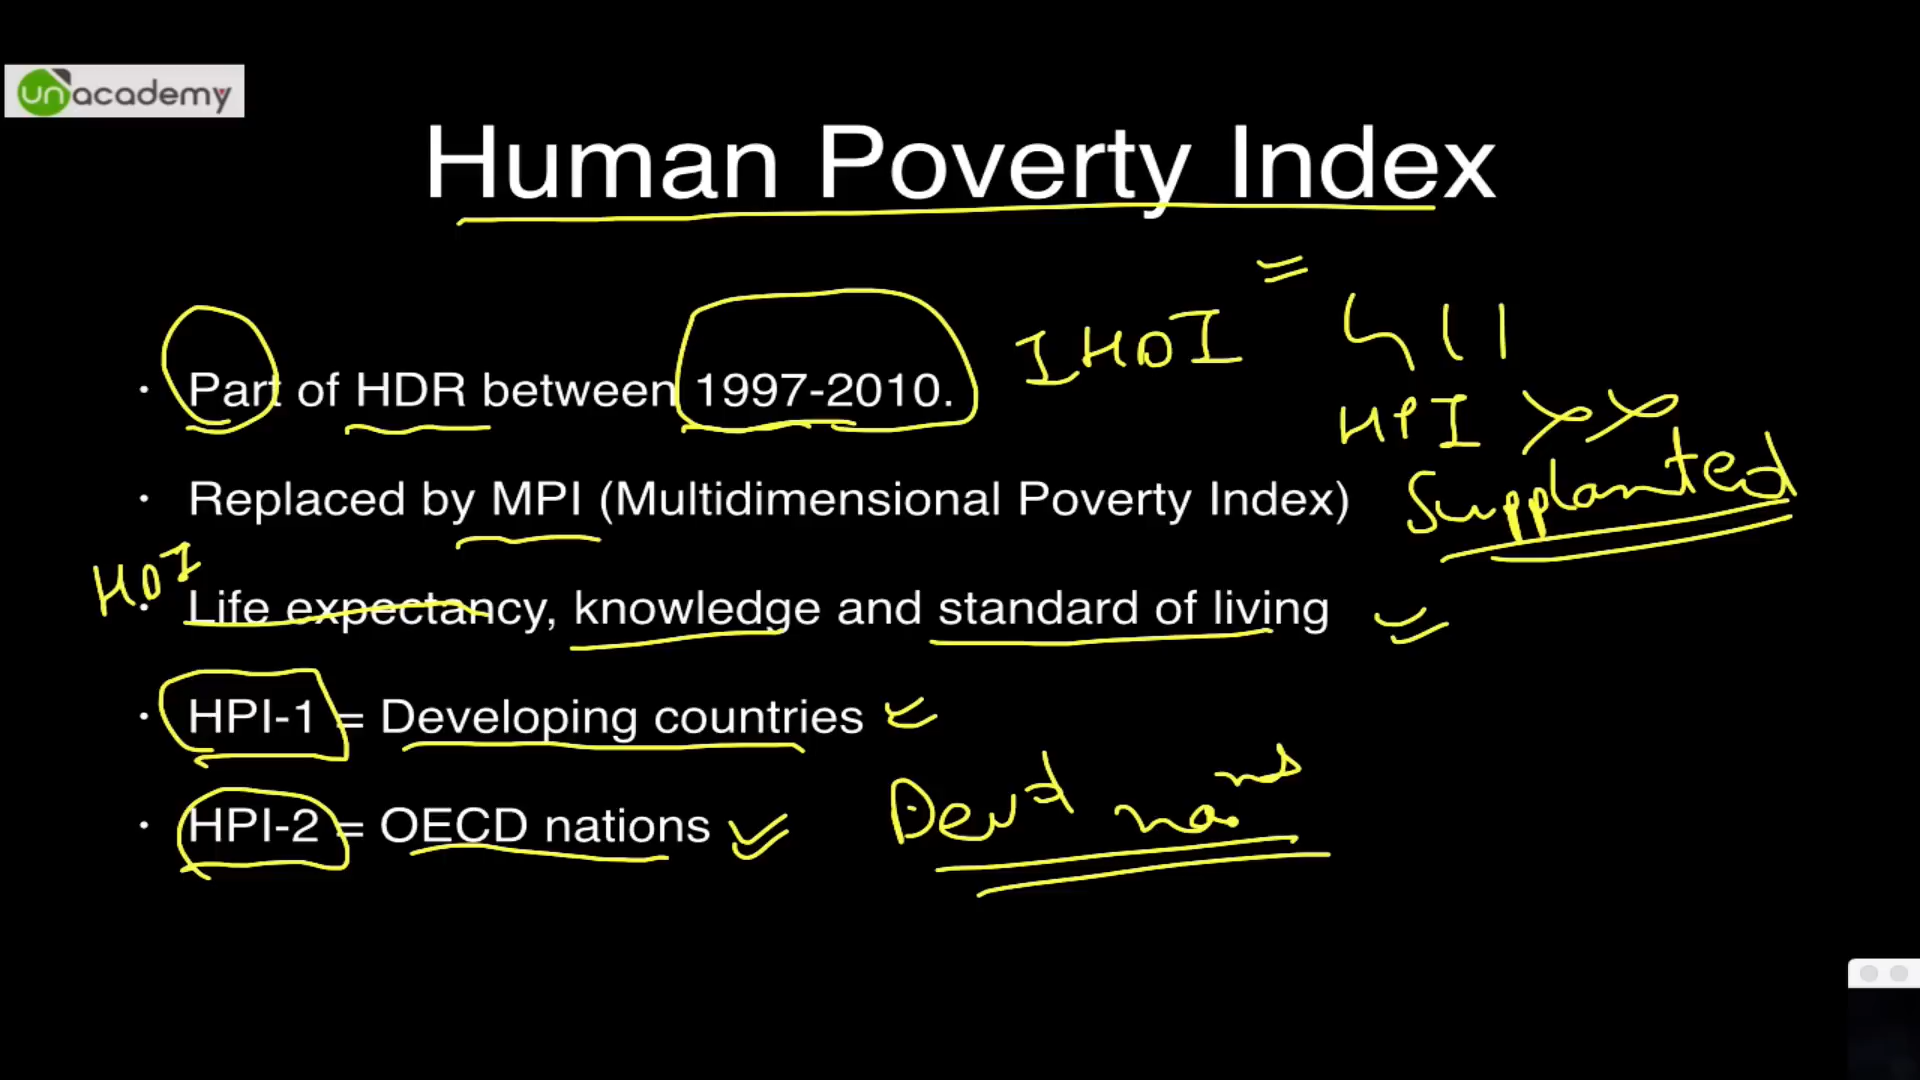 unacademy
Human Poverty Index
IHDI
• Part of HDR between 1997-2010.
HPI
• Replaced by MPI (Multidimensional Poverty Index)
Supplanted
HDI
• Life expectancy, knowledge and standard of living
• HPI-1 = Developing countries
• HPI-2 = OECD nations
Dev d